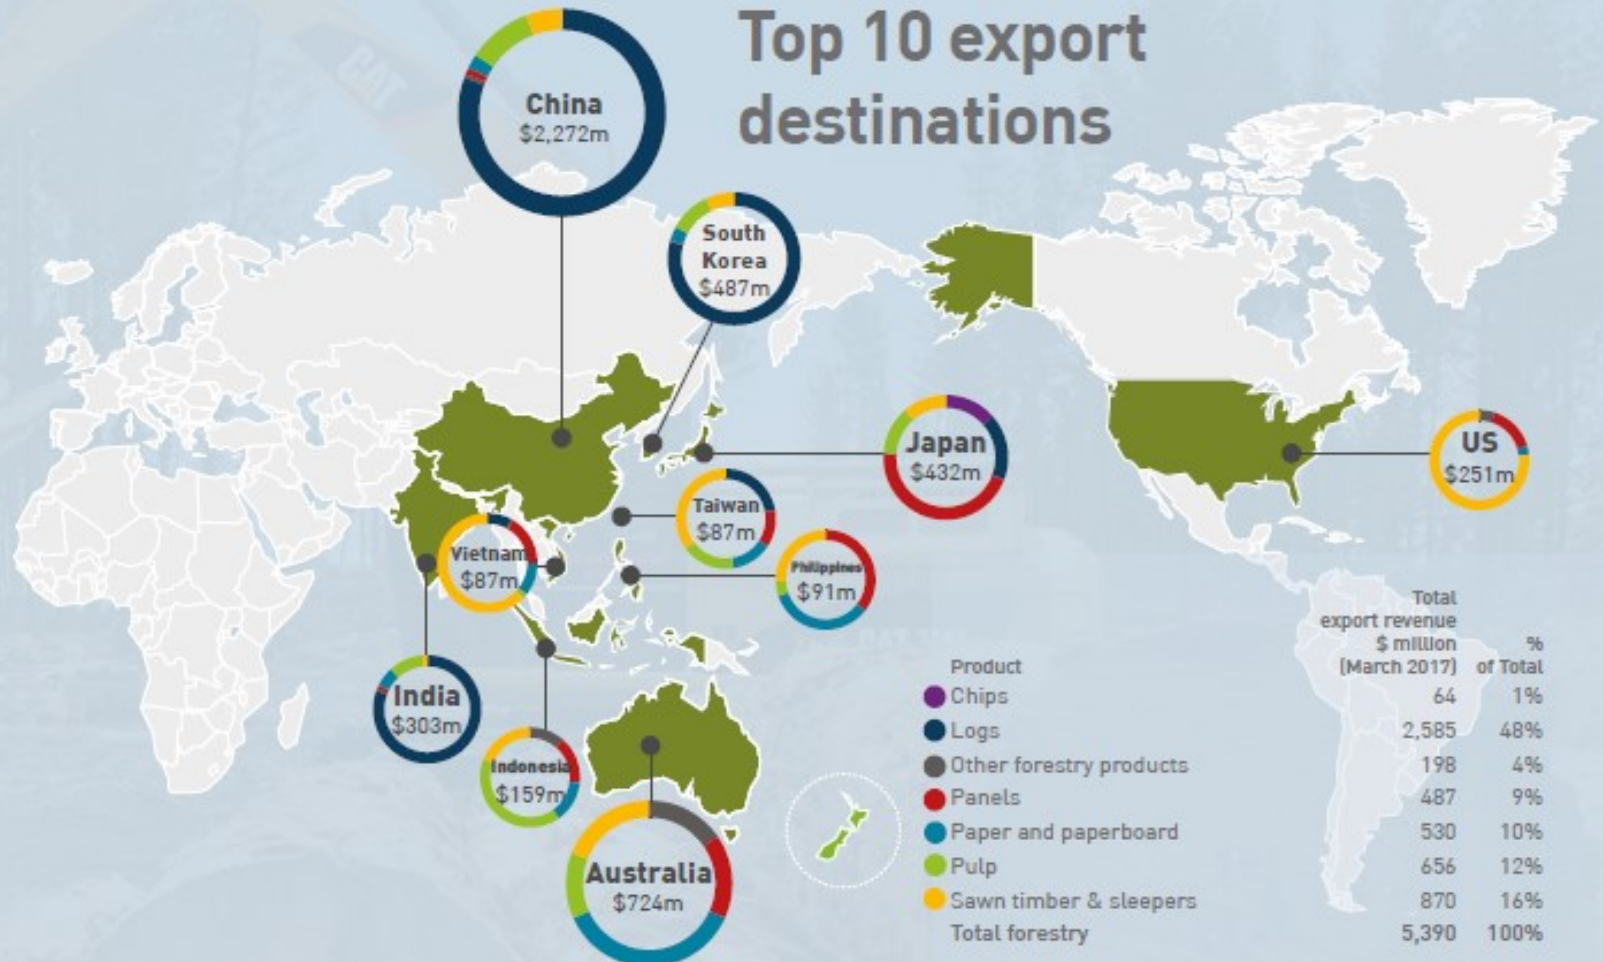 Top 10 export
destinations
China
$2,272m
South
Korea
$487m
Japan
$432m
US
$251m
Taiwan
$87m
Vietnam
$87m
Philippines
$91m
India
$303m
Indonesia
$159m
Australia
$724m
Total
export revenue
$ million %
Product (March 2017) of Total
Chips 64 1%
Logs 2,585 48%
Other forestry products 198 4%
Panels 487 9%
Paper and paperboard 530 10%
Pulp 656 12%
Sawn timber & sleepers 870 16%
Total forestry 5,390 100%
CAT